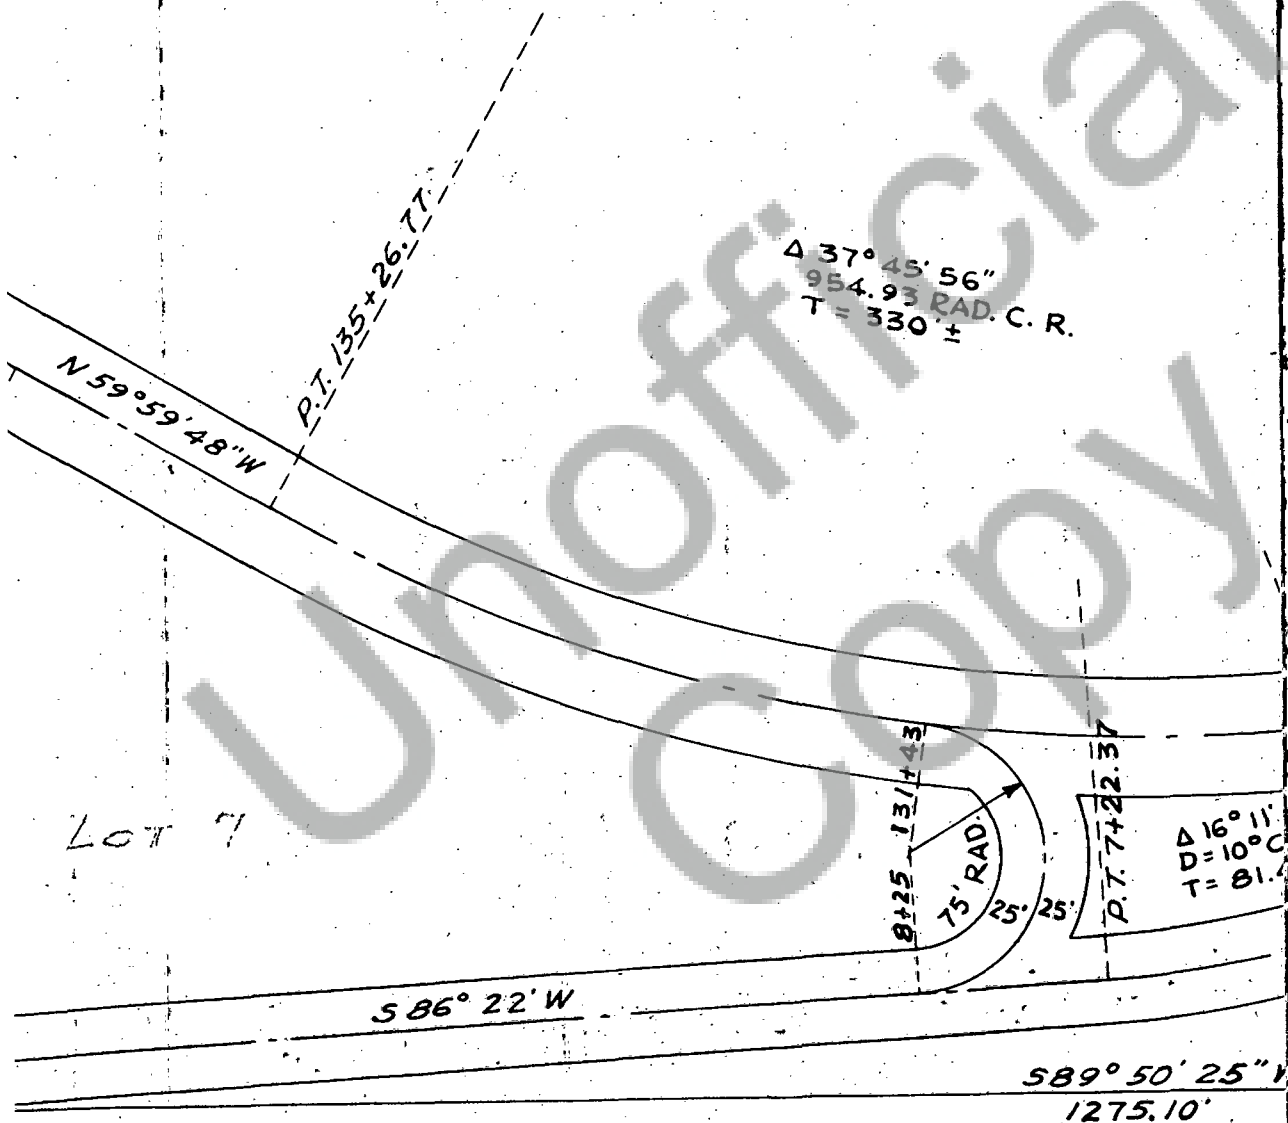 Δ 37° 45' 56"
954.93 RAD. C. R.
T = 330' ±
P.T. 135+26.77
N 59° 59' 48" W
8+25 - 131+43
75' RAD.
25' 25'
P.T. 7+22.37
Δ 16° 11'
D = 10° C
T = 81.
LOT 7
S 86° 22' W
S 89° 50' 25" W
1275.10'
Unofficial
Copy